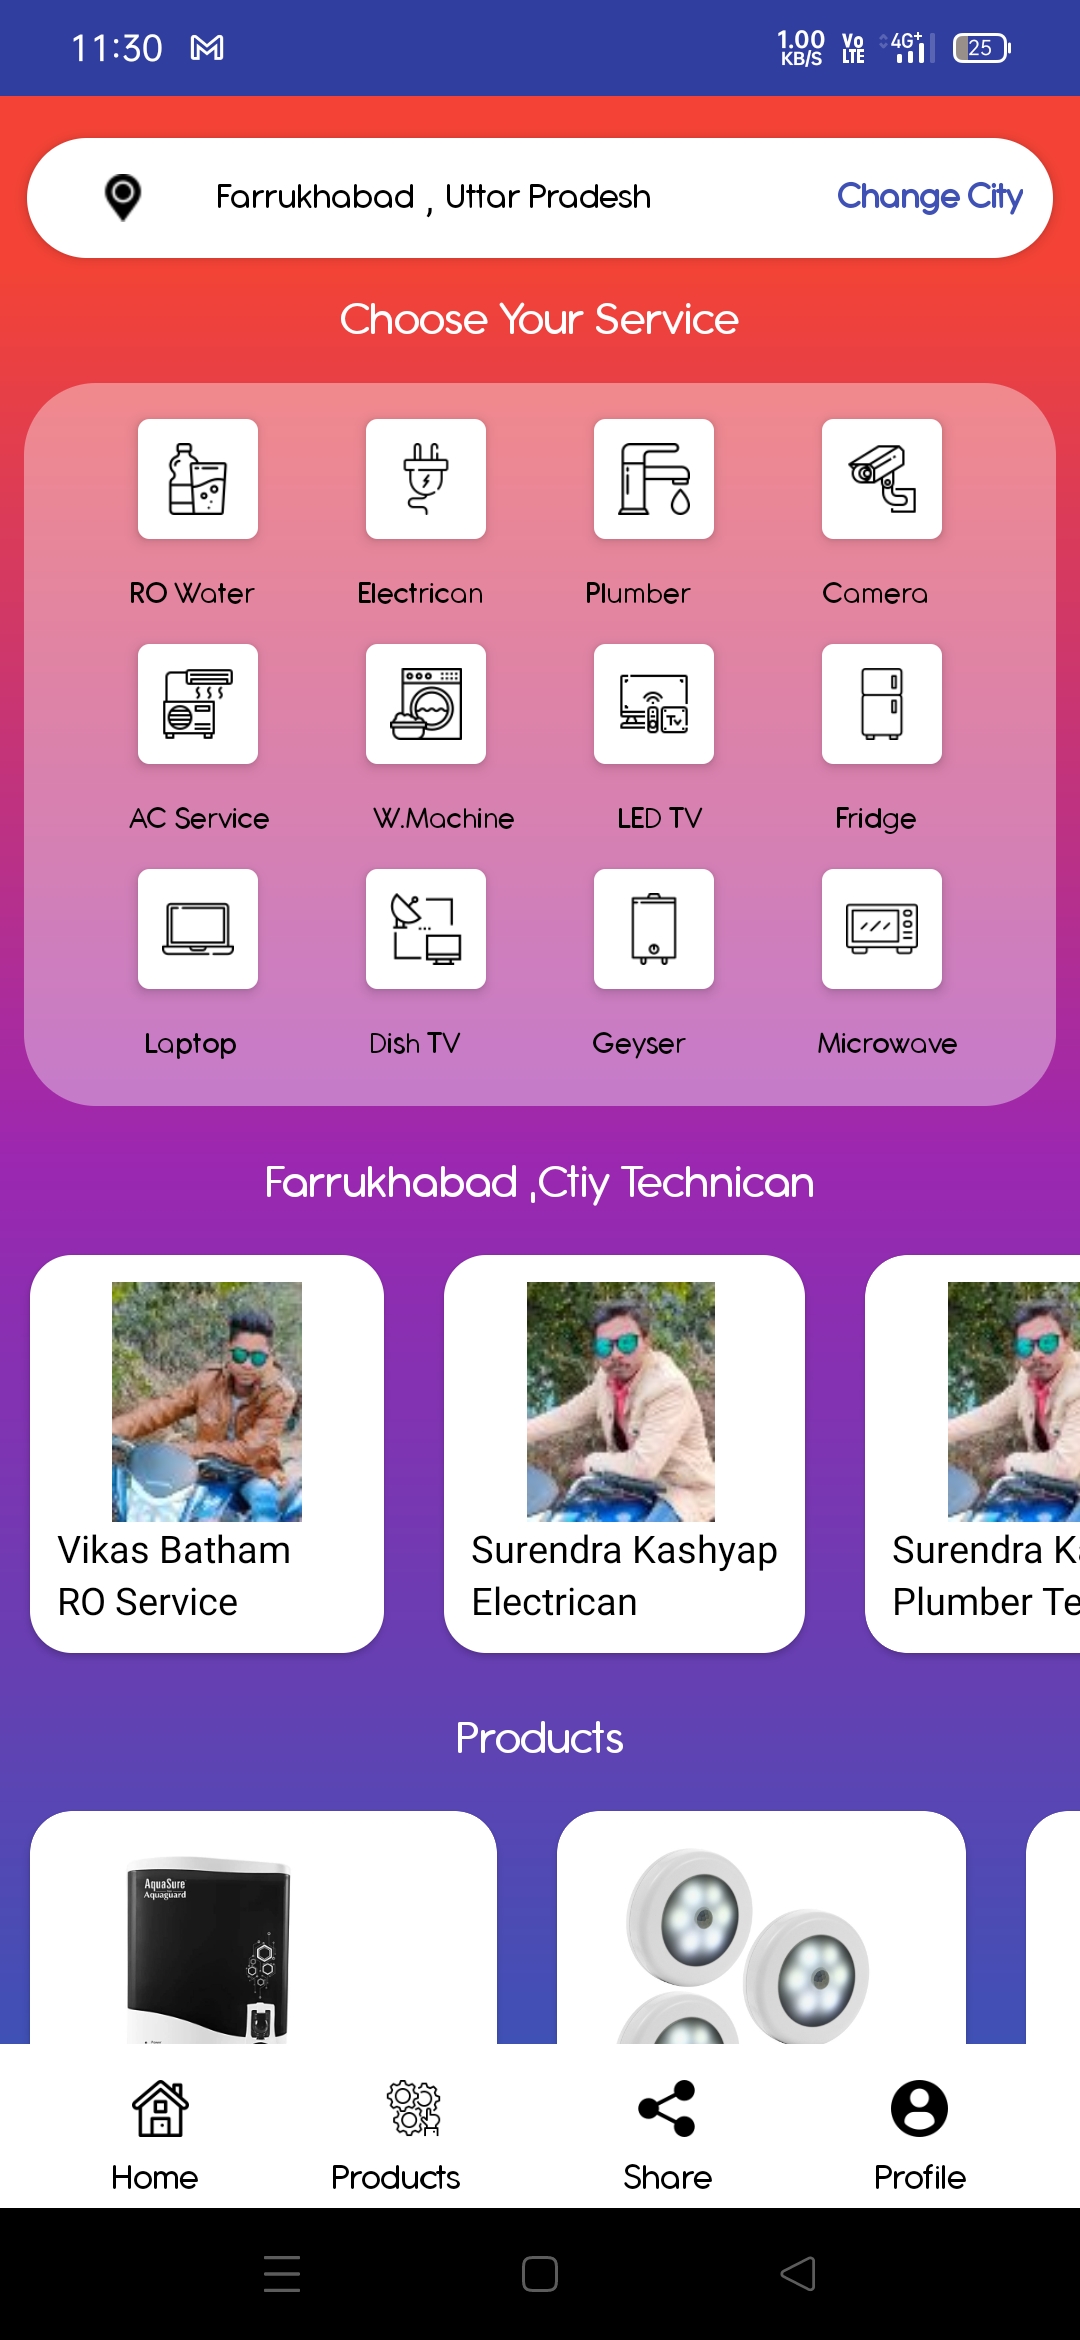 11:30 1.00 KB/S Vo LTE 4G+ 25
Farrukhabad , Uttar Pradesh Change City
Choose Your Service
RO Water Electrican Plumber Camera
TV
AC Service W.Machine LED TV Fridge
Laptop Dish TV Geyser Microwave
Farrukhabad ,Ctiy Technican
Vikas Batham Surendra Kashyap Surendra Ka
RO Service Electrican Plumber Te
Products
AquaSure
Aquaguard
Home Products Share Profile